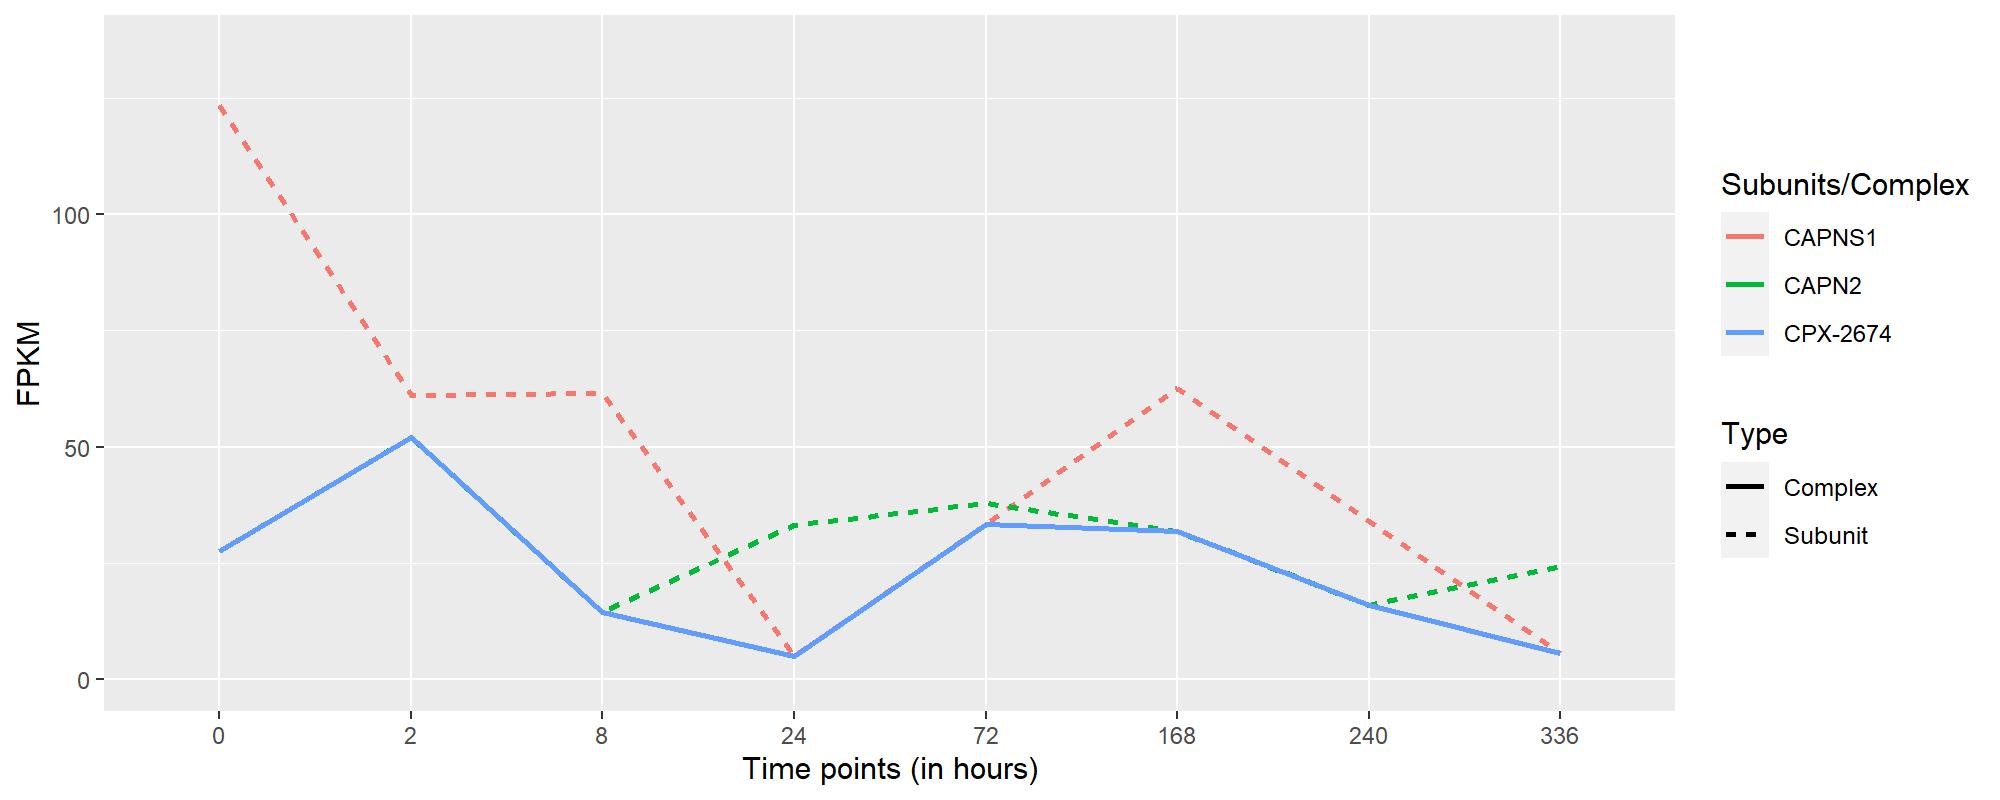 FPKM
100
50
0
0 2 8 24 72 168 240 336
Time points (in hours)
Subunits/Complex
CAPNS1
CAPN2
CPX-2674
Type
Complex
Subunit